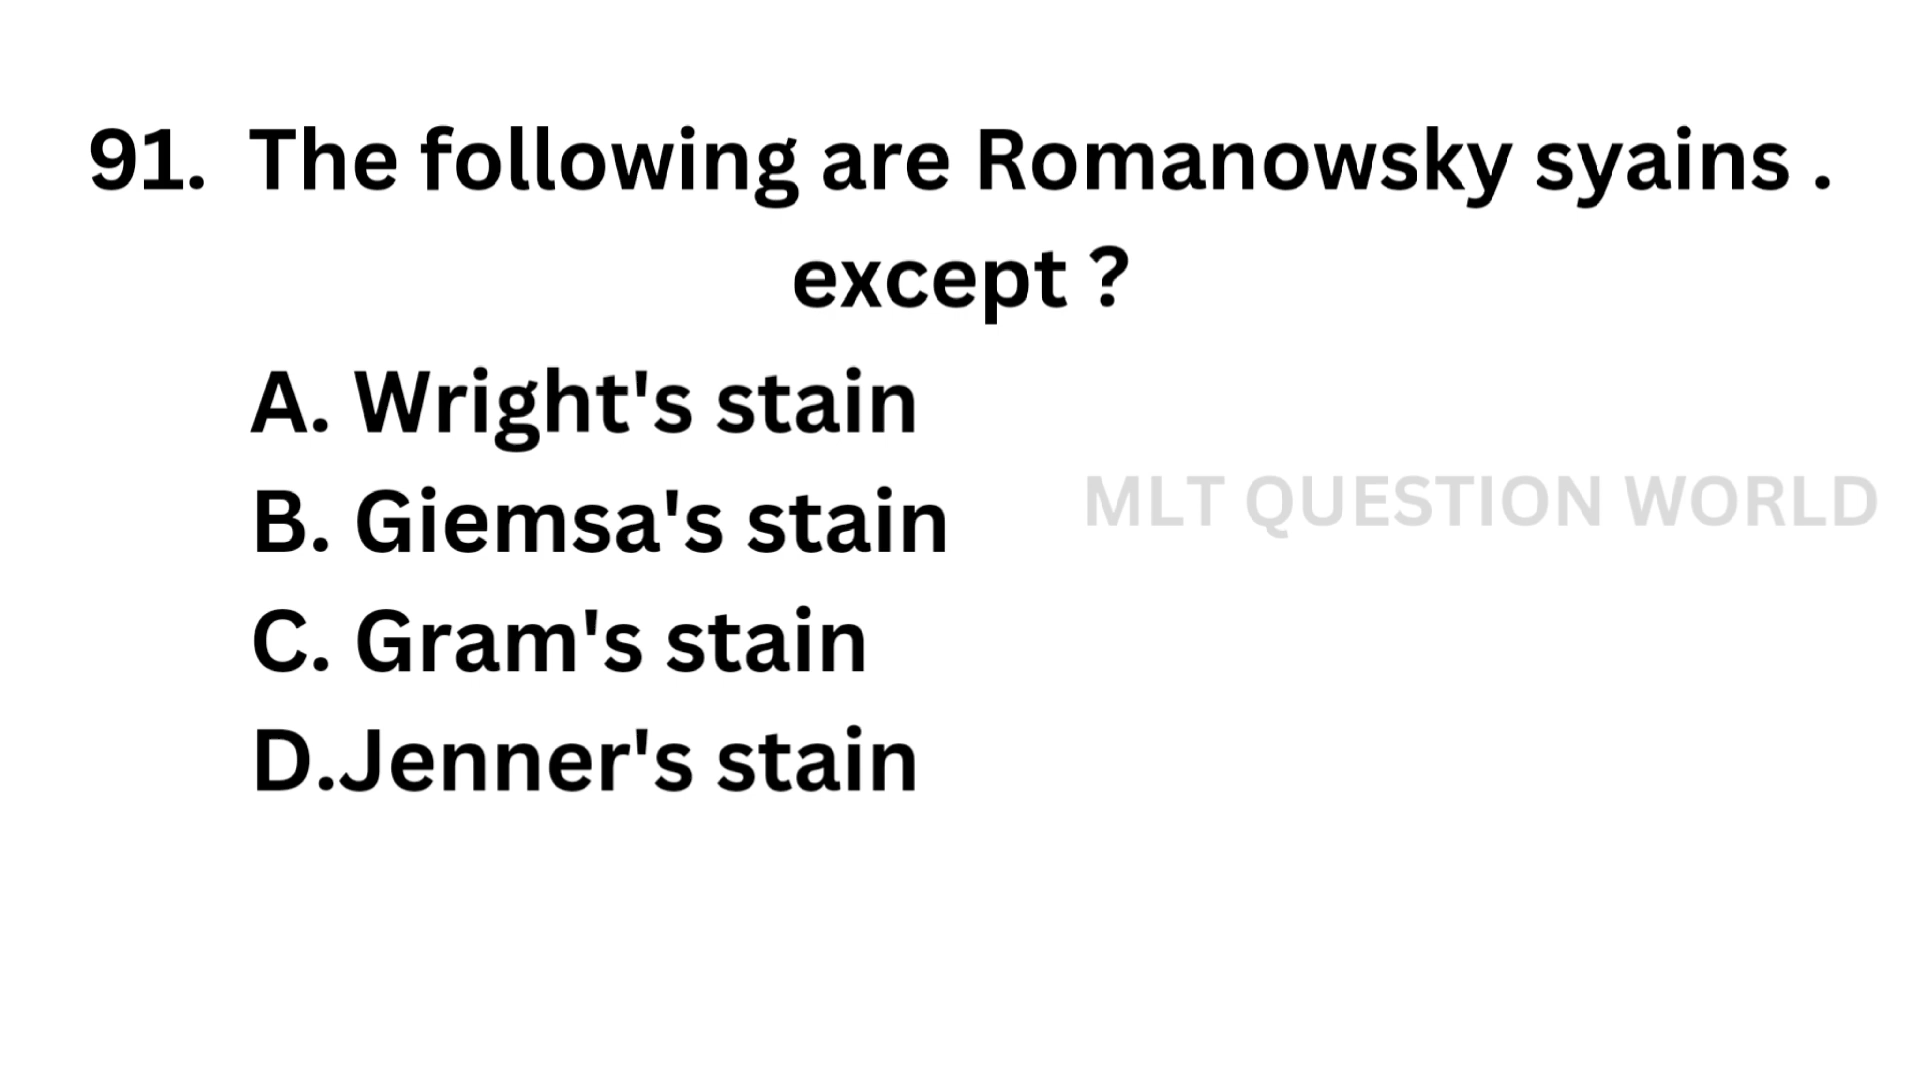 91. The following are Romanowsky syains .
except ?
A. Wright's stain
B. Giemsa's stain
MLT QUESTION WORLD
C. Gram's stain
D.Jenner's stain